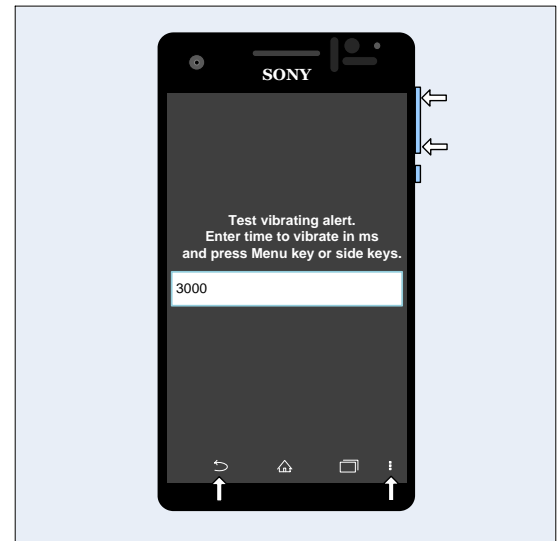 SONY
Test vibrating alert.
Enter time to vibrate in ms
and press Menu key or side keys.
3000